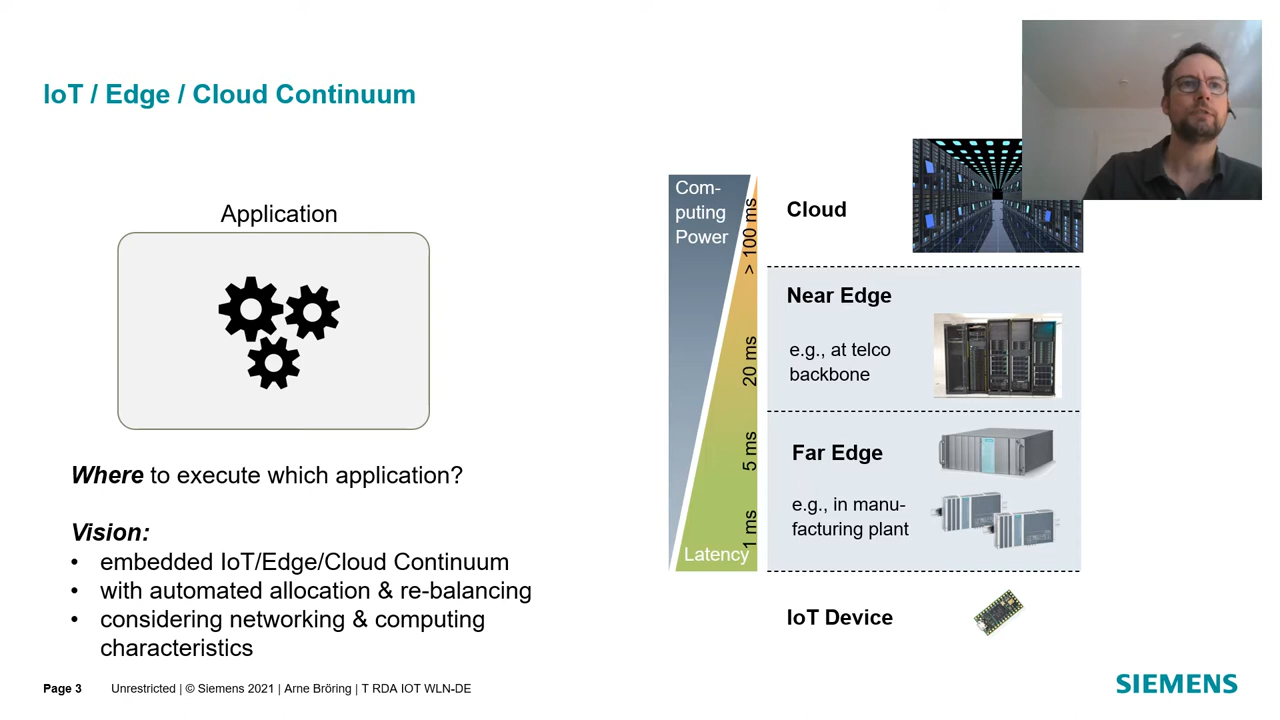 IoT / Edge / Cloud Continuum
Application
Where to execute which application?
Vision:
• embedded IoT/Edge/Cloud Continuum
• with automated allocation & re-balancing
• considering networking & computing
characteristics
Com-
puting
Power
> 100 ms
20 ms
5 ms
1 ms
Latency
Cloud
Near Edge
e.g., at telco
backbone
Far Edge
e.g., in manu-
facturing plant
IoT Device
Page 3 Unrestricted | © Siemens 2021 | Arne Bröring | T RDA IOT WLN-DE
SIEMENS